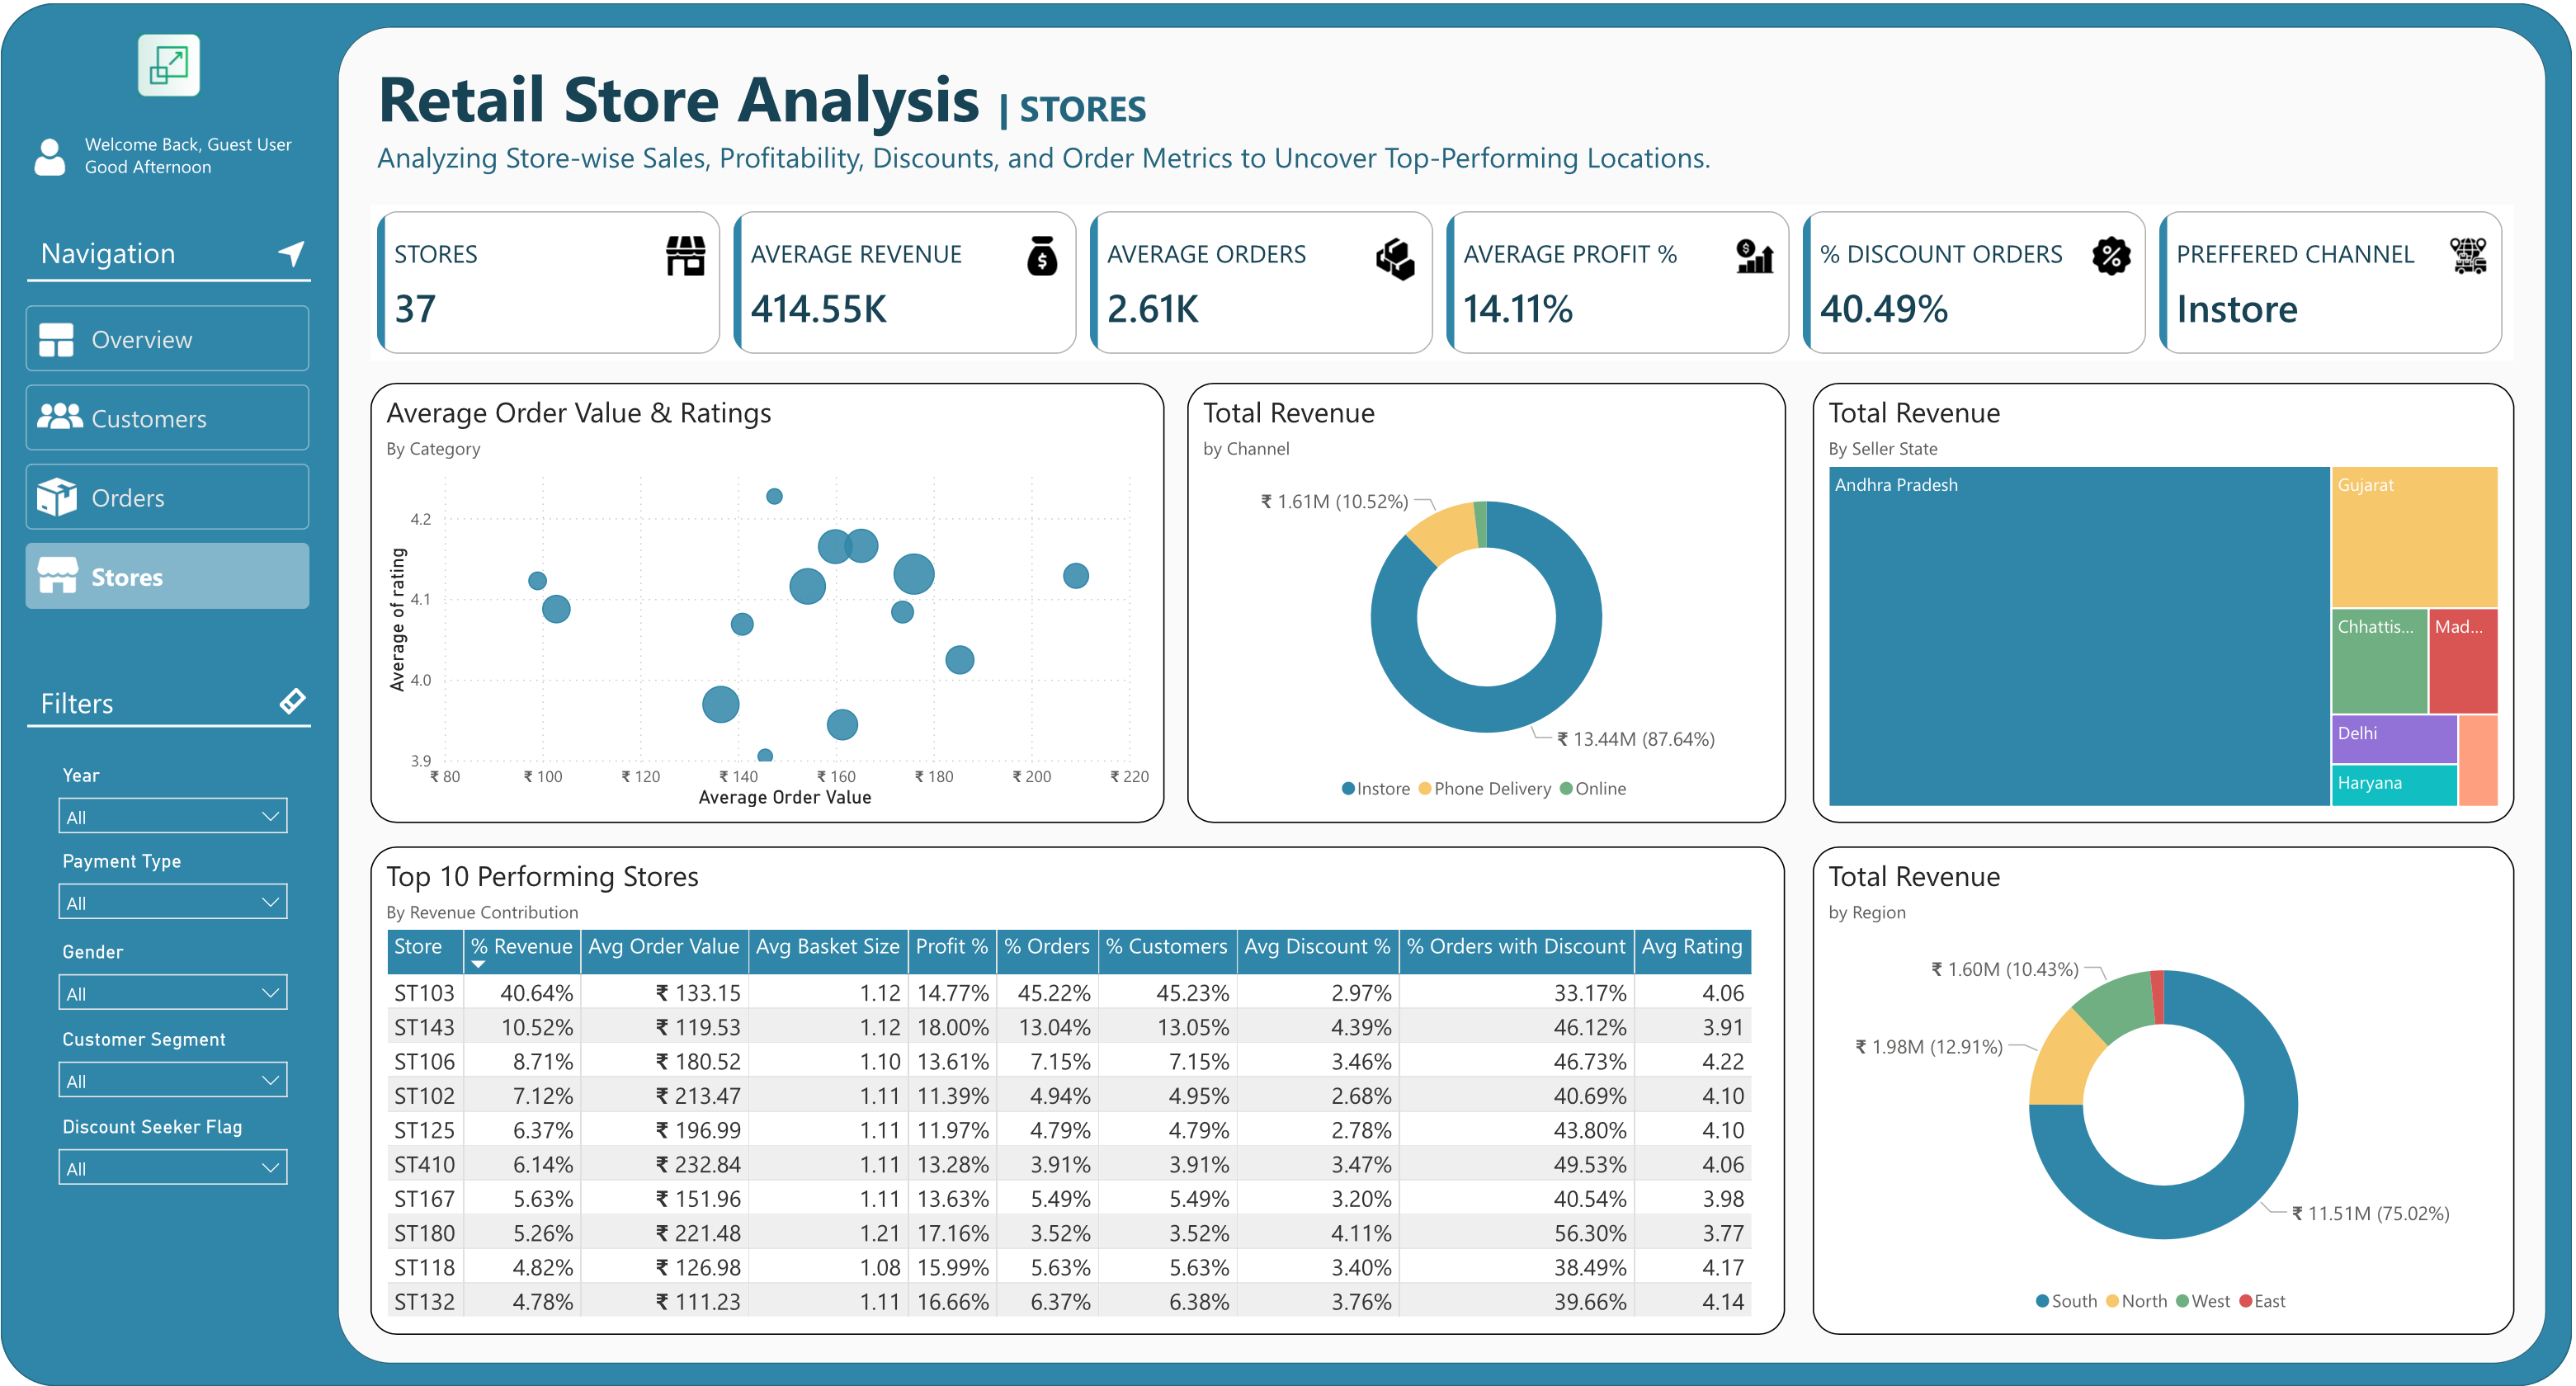 Welcome Back, Guest User
Good Afternoon
Navigation
Overview
Customers
Orders
Stores
Filters
Year
All
Payment Type
All
Gender
All
Customer Segment
All
Discount Seeker Flag
All
Retail Store Analysis | STORES
Analyzing Store-wise Sales, Profitability, Discounts, and Order Metrics to Uncover Top-Performing Locations.
STORES
37
AVERAGE REVENUE
414.55K
AVERAGE ORDERS
2.61K
AVERAGE PROFIT %
14.11%
% DISCOUNT ORDERS
40.49%
PREFFERED CHANNEL
Instore
Average Order Value & Ratings
By Category
Average of rating
4.2
4.1
4.0
3.9
₹ 80 ₹ 100 ₹ 120 ₹ 140 ₹ 160 ₹ 180 ₹ 200 ₹ 220
Average Order Value
Total Revenue
by Channel
₹ 1.61M (10.52%)
₹ 13.44M (87.64%)
Instore Phone Delivery Online
Total Revenue
By Seller State
Andhra Pradesh
Gujarat
Chhattis...
Mad...
Delhi
Haryana
Top 10 Performing Stores
By Revenue Contribution
Store % Revenue Avg Order Value Avg Basket Size Profit % % Orders % Customers Avg Discount % % Orders with Discount Avg Rating
ST103 40.64% ₹ 133.15 1.12 14.77% 45.22% 45.23% 2.97% 33.17% 4.06
ST143 10.52% ₹ 119.53 1.12 18.00% 13.04% 13.05% 4.39% 46.12% 3.91
ST106 8.71% ₹ 180.52 1.10 13.61% 7.15% 7.15% 3.46% 46.73% 4.22
ST102 7.12% ₹ 213.47 1.11 11.39% 4.94% 4.95% 2.68% 40.69% 4.10
ST125 6.37% ₹ 196.99 1.11 11.97% 4.79% 4.79% 2.78% 43.80% 4.10
ST410 6.14% ₹ 232.84 1.11 13.28% 3.91% 3.91% 3.47% 49.53% 4.06
ST167 5.63% ₹ 151.96 1.11 13.63% 5.49% 5.49% 3.20% 40.54% 3.98
ST180 5.26% ₹ 221.48 1.21 17.16% 3.52% 3.52% 4.11% 56.30% 3.77
ST118 4.82% ₹ 126.98 1.08 15.99% 5.63% 5.63% 3.40% 38.49% 4.17
ST132 4.78% ₹ 111.23 1.11 16.66% 6.37% 6.38% 3.76% 39.66% 4.14
Total Revenue
by Region
₹ 1.60M (10.43%)
₹ 1.98M (12.91%)
₹ 11.51M (75.02%)
South North West East